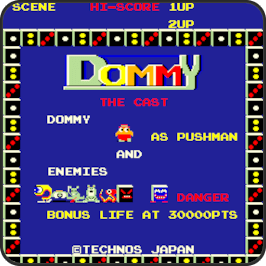 SCENE HI-SCORE 1UP
2UP
DOMMY
THE CAST
DOMMY
AS PUSHMAN
AND
ENEMIES
DANGER
BONUS LIFE AT 30000PTS
©TECHNOS JAPAN